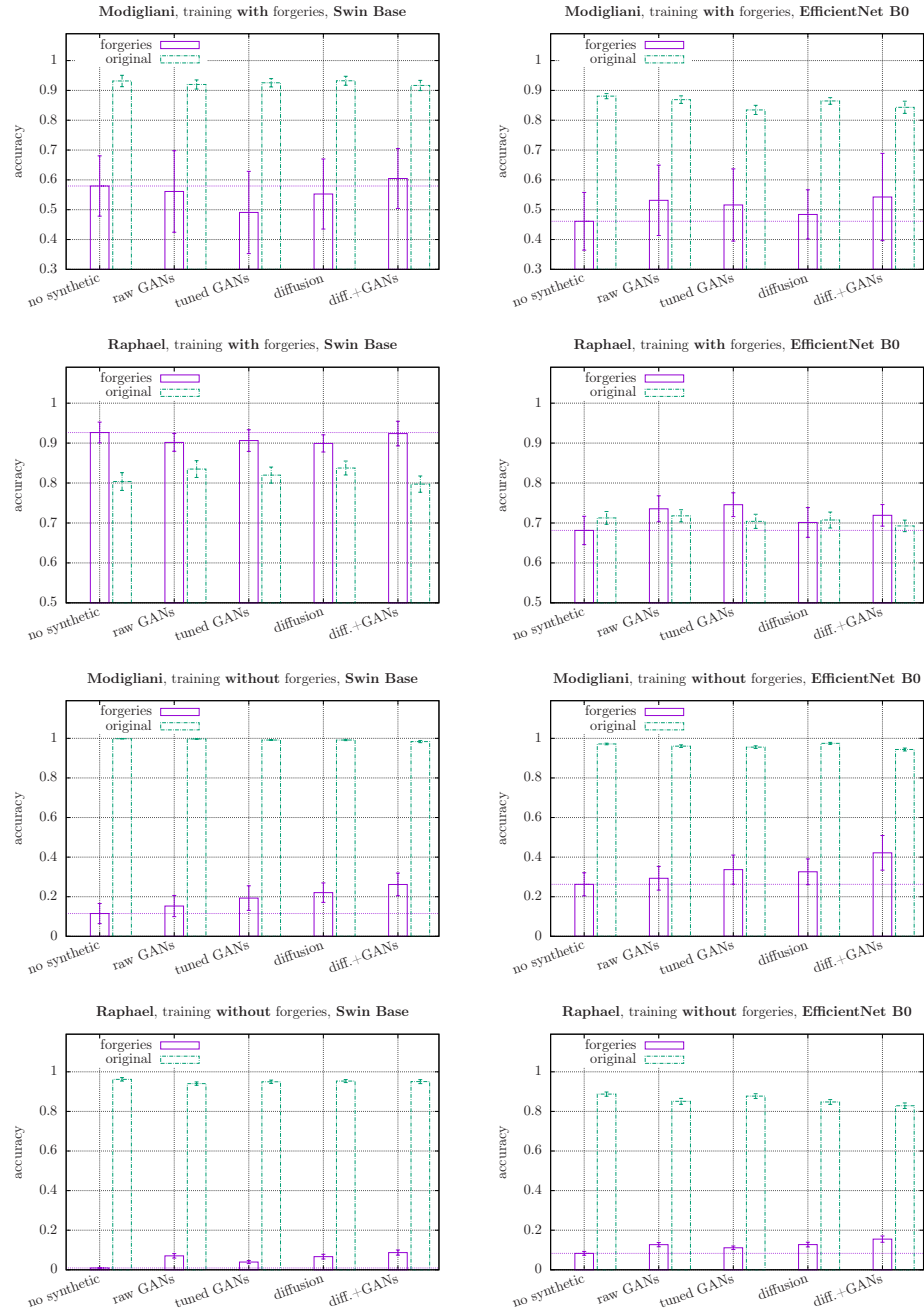 Modigliani, training with forgeries, Swin Base
forgeries
original
accuracy
1
0.9
0.8
0.7
0.6
0.5
0.4
0.3
no synthetic
raw GANs
tuned GANs
diffusion
diff.+GANs
Modigliani, training with forgeries, EfficientNet B0
forgeries
original
accuracy
1
0.9
0.8
0.7
0.6
0.5
0.4
0.3
no synthetic
raw GANs
tuned GANs
diffusion
diff.+GANs
Raphael, training with forgeries, Swin Base
forgeries
original
accuracy
1
0.9
0.8
0.7
0.6
0.5
no synthetic
raw GANs
tuned GANs
diffusion
diff.+GANs
Raphael, training with forgeries, EfficientNet B0
forgeries
original
accuracy
1
0.9
0.8
0.7
0.6
0.5
no synthetic
raw GANs
tuned GANs
diffusion
diff.+GANs
Modigliani, training without forgeries, Swin Base
forgeries
original
accuracy
1
0.8
0.6
0.4
0.2
0
no synthetic
raw GANs
tuned GANs
diffusion
diff.+GANs
Modigliani, training without forgeries, EfficientNet B0
forgeries
original
accuracy
1
0.8
0.6
0.4
0.2
0
no synthetic
raw GANs
tuned GANs
diffusion
diff.+GANs
Raphael, training without forgeries, Swin Base
forgeries
original
accuracy
1
0.8
0.6
0.4
0.2
0
no synthetic
raw GANs
tuned GANs
diffusion
diff.+GANs
Raphael, training without forgeries, EfficientNet B0
forgeries
original
accuracy
1
0.8
0.6
0.4
0.2
0
no synthetic
raw GANs
tuned GANs
diffusion
diff.+GANs